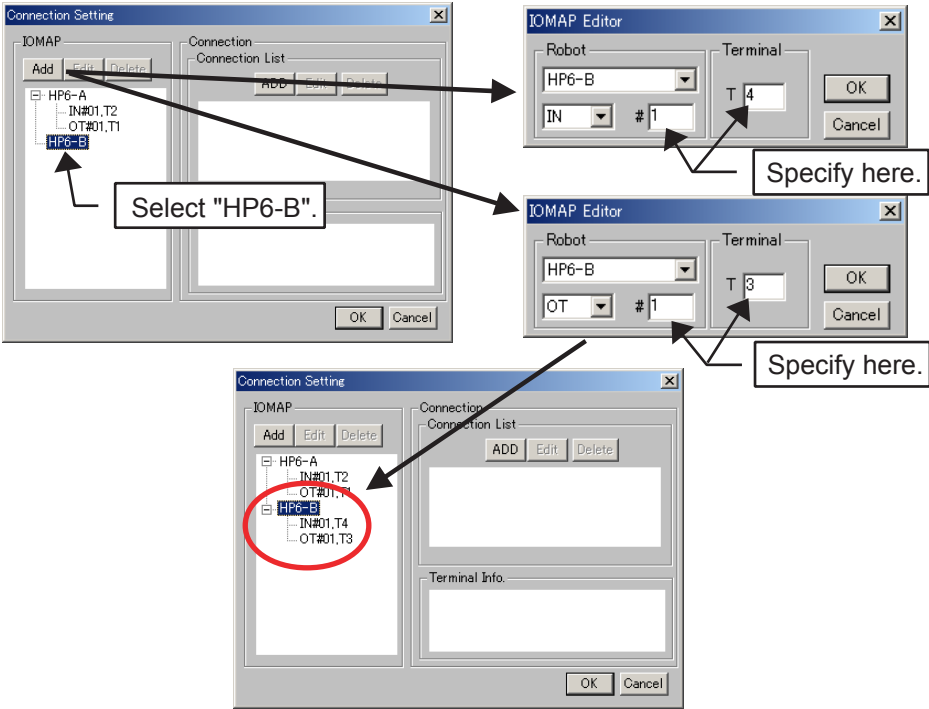 Connection Setting
IOMAP
Add Edit Delete
HP6-A
IN#01,T2
OT#01,T1
HP6-B
Connection
Connection List
ADD Edit Delete
OK Cancel
Select "HP6-B".
IOMAP Editor
Robot
HP6-B
IN # 1
Terminal
T 4
OK
Cancel
Specify here.
IOMAP Editor
Robot
HP6-B
OT # 1
Terminal
T 3
OK
Cancel
Specify here.
Connection Setting
IOMAP
Add Edit Delete
HP6-A
IN#01,T2
OT#01,T1
HP6-B
IN#01,T4
OT#01,T3
Connection
Connection List
ADD Edit Delete
Terminal Info.
OK Cancel